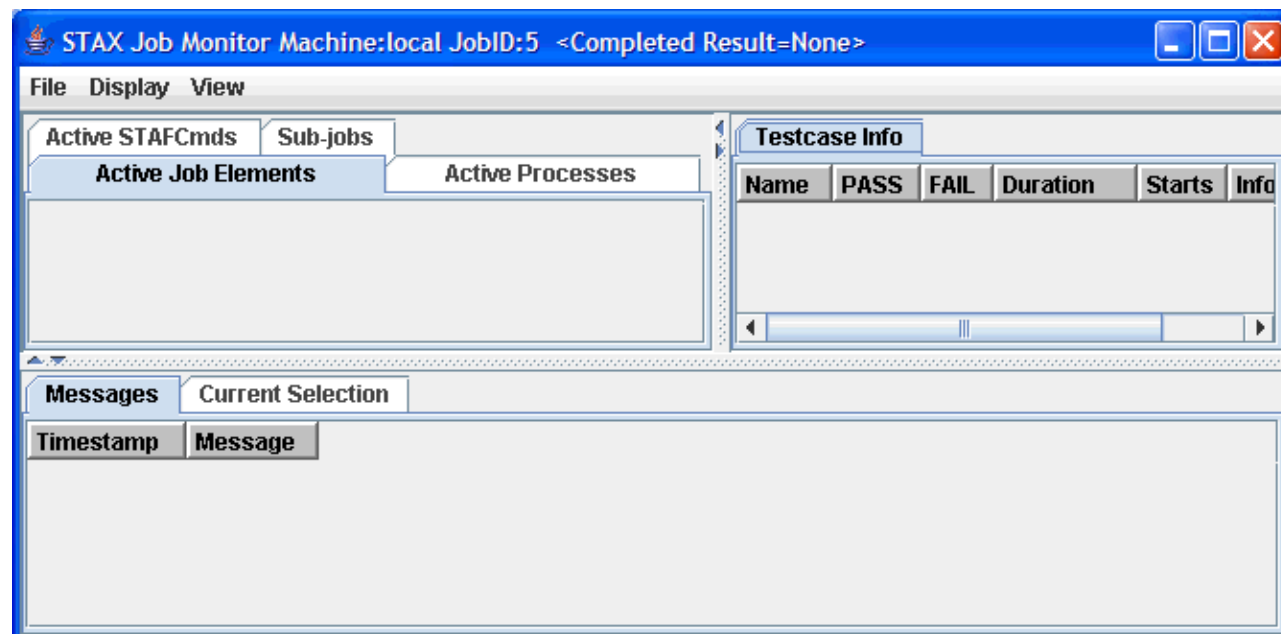 STAX Job Monitor Machine:local JobID:5 <Completed Result=None>
File Display View
Active STAFCmds Sub-jobs
Active Job Elements Active Processes
Testcase Info
Name PASS FAIL Duration Starts Info
Messages Current Selection
Timestamp Message